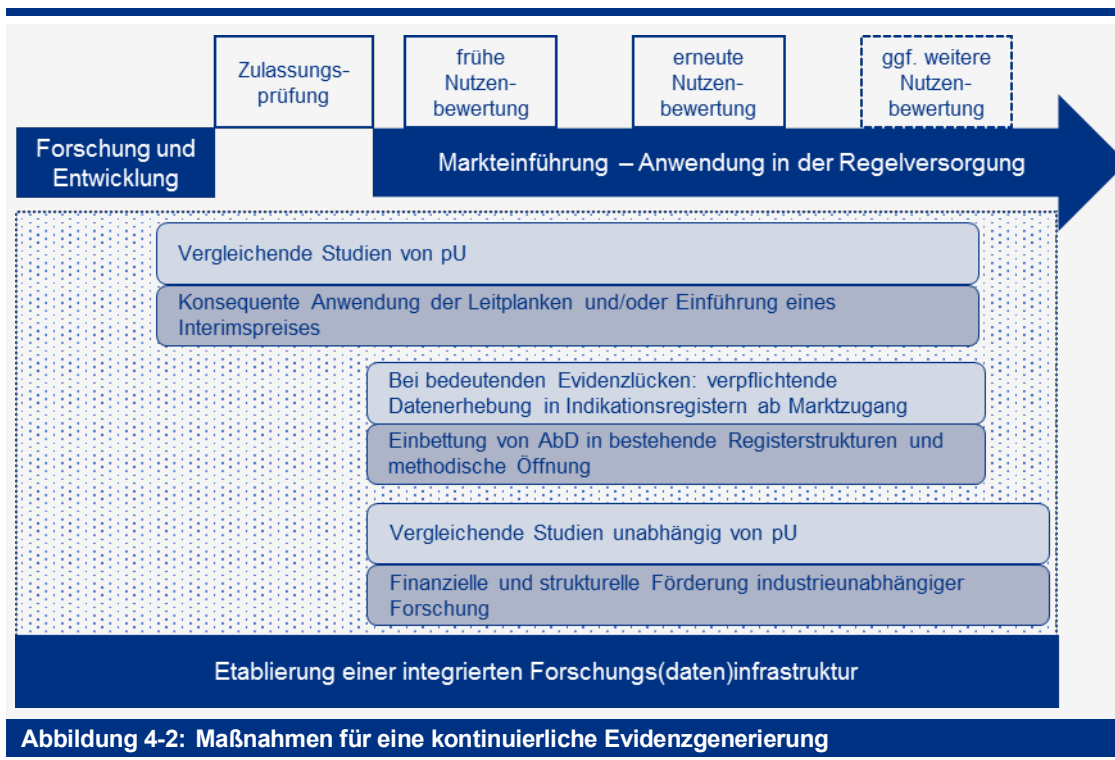 Zulassungs-
prüfung
frühe
Nutzen-
bewertung
erneute
Nutzen-
bewertung
ggf. weitere
Nutzen-
bewertung
Forschung und
Entwicklung
Markteinführung – Anwendung in der Regelversorgung
Vergleichende Studien von pU
Konsequente Anwendung der Leitplanken und/oder Einführung eines
Interimspreises
Bei bedeutenden Evidenzlücken: verpflichtende
Datenerhebung in Indikationsregistern ab Marktzugang
Einbettung von AbD in bestehende Registerstrukturen und
methodische Öffnung
Vergleichende Studien unabhängig von pU
Finanzielle und strukturelle Förderung industrieunabhängiger
Forschung
Etablierung einer integrierten Forschungs(daten)infrastruktur
Abbildung 4-2: Maßnahmen für eine kontinuierliche Evidenzgenerierung